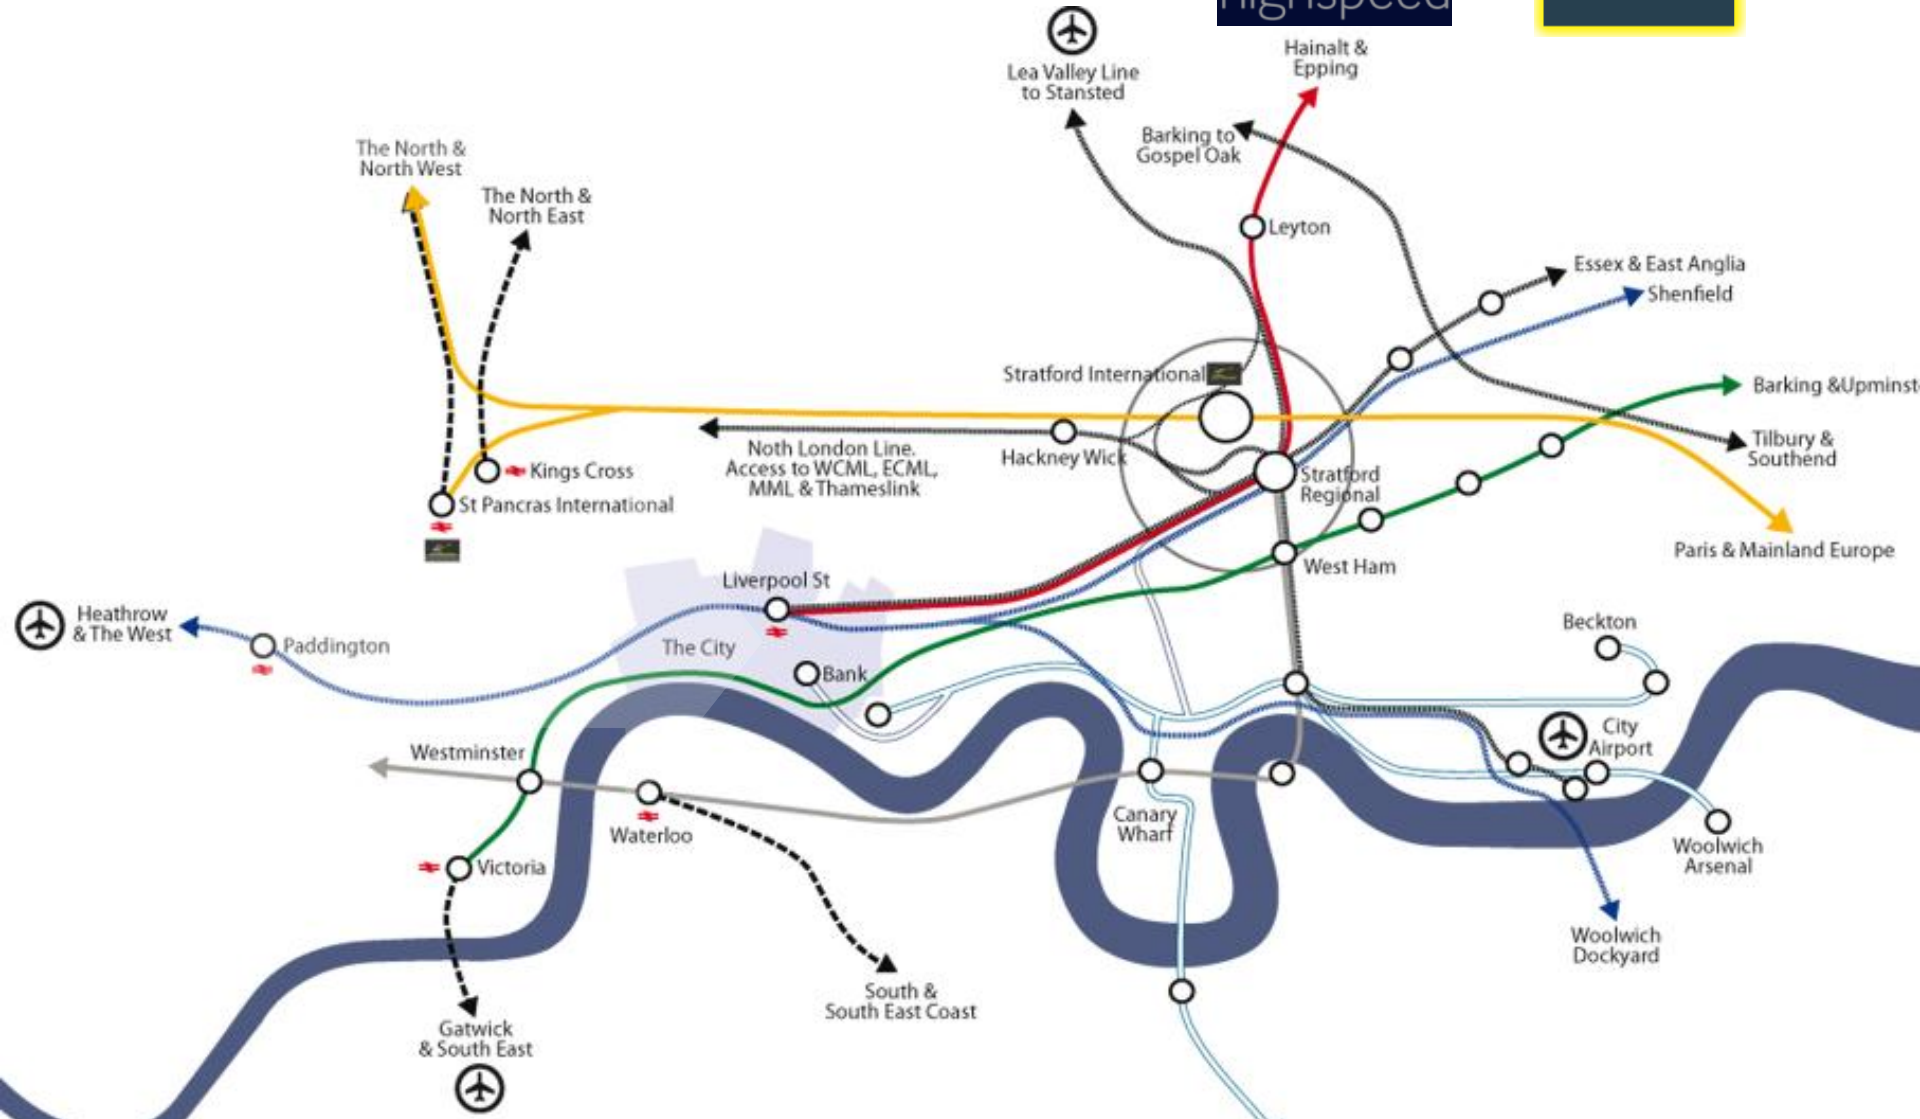 Highspeed
Hainalt &
Epping
Lea Valley Line
to Stansted
Barking to
Gospel Oak
The North &
North West
The North &
North East
Leyton
Essex & East Anglia
Shenfield
Stratford International
Barking &Upminst
Noth London Line.
Access to WCML, ECML,
MML & Thameslink
Hackney Wick
Tilbury &
Southend
Kings Cross
Stratford
Regional
St Pancras International
Paris & Mainland Europe
West Ham
Liverpool St
Heathrow
& The West
Paddington
The City
Bank
Beckton
City
Airport
Westminster
Canary
Wharf
Waterloo
Victoria
Woolwich
Arsenal
Woolwich
Dockyard
South &
South East Coast
Gatwick
& South East